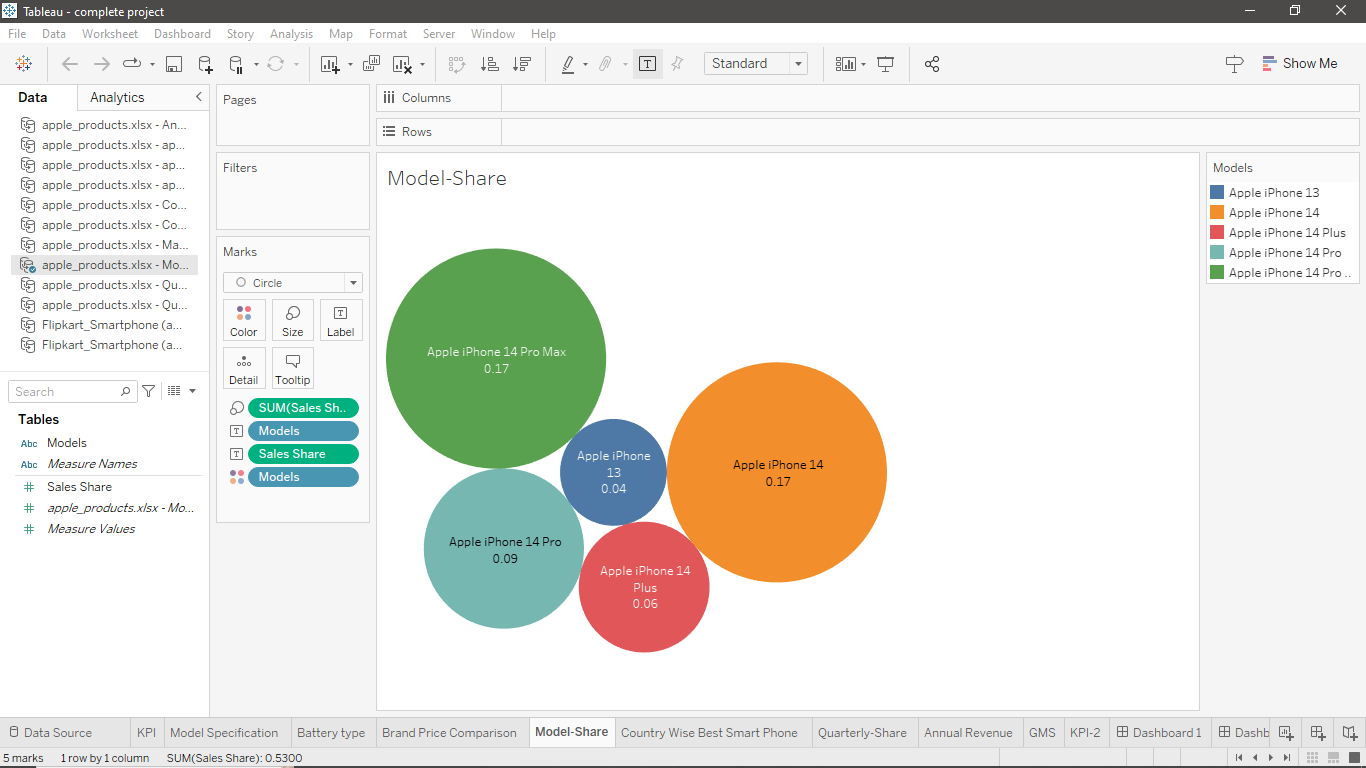 Tableau - complete project
File Data Worksheet Dashboard Story Analysis Map Format Server Window Help
Standard
Show Me
Data
Analytics
apple_products.xlsx - An...
apple_products.xlsx - ap...
apple_products.xlsx - ap...
apple_products.xlsx - ap...
apple_products.xlsx - Co...
apple_products.xlsx - Co...
apple_products.xlsx - Ma...
apple_products.xlsx - Mo...
apple_products.xlsx - Qu...
apple_products.xlsx - Qu...
Flipkart_Smartphone (a...
Flipkart_Smartphone (a...
Search
Tables
Abc Models
Abc Measure Names
# Sales Share
# apple_products.xlsx - Mo...
# Measure Values
Pages
Filters
Marks
Circle
Color
Size
T
Label
Detail
Tooltip
SUM(Sales Sh..
T Models
T Sales Share
Models
Columns
Rows
Model-Share
Apple iPhone 14 Pro Max
0.17
Apple iPhone
13
0.04
Apple iPhone 14
0.17
Apple iPhone 14 Pro
0.09
Apple iPhone 14
Plus
0.06
Models
Apple iPhone 13
Apple iPhone 14
Apple iPhone 14 Plus
Apple iPhone 14 Pro
Apple iPhone 14 Pro ..
Data Source KPI Model Specification Battery type Brand Price Comparison Model-Share Country Wise Best Smart Phone Quarterly-Share Annual Revenue GMS KPI-2 Dashboard 1 Dashb
5 marks 1 row by 1 column SUM(Sales Share): 0.5300